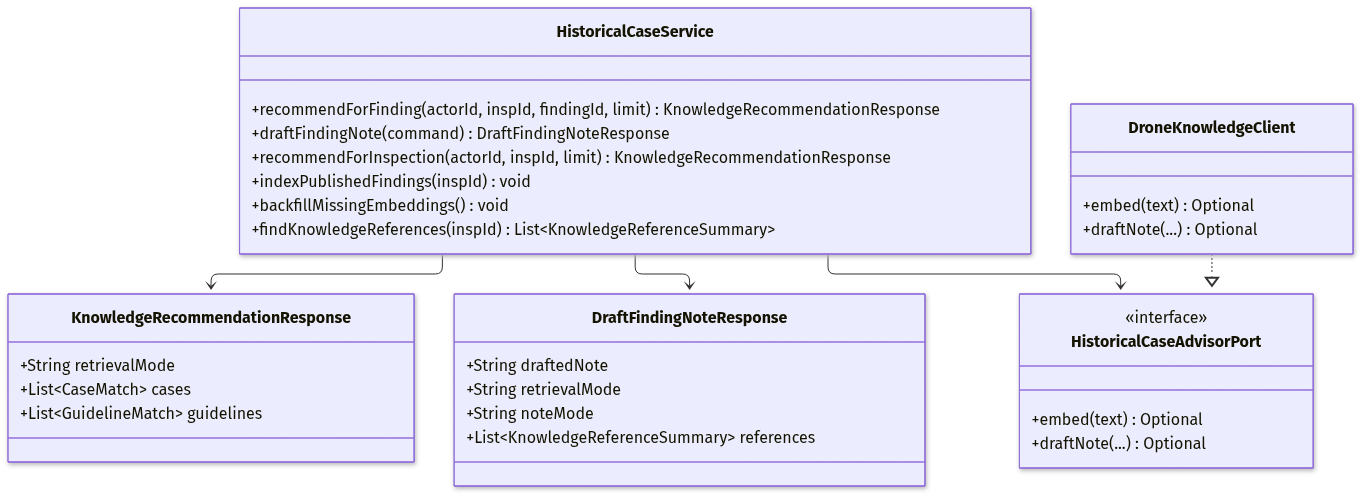 HistoricalCaseService
+recommendForFinding(actorId, inspId, findingId, limit) : KnowledgeRecommendationResponse
+draftFindingNote(command) : DraftFindingNoteResponse
+recommendForInspection(actorId, inspId, limit) : KnowledgeRecommendationResponse
+indexPublishedFindings(inspId) : void
+backfillMissingEmbeddings() : void
+findKnowledgeReferences(inspId) : List<KnowledgeReferenceSummary>
DroneKnowledgeClient
+embed(text) : Optional
+draftNote(...) : Optional
KnowledgeRecommendationResponse
+String retrievalMode
+List<CaseMatch> cases
+List<GuidelineMatch> guidelines
DraftFindingNoteResponse
+String draftedNote
+String retrievalMode
+String noteMode
+List<KnowledgeReferenceSummary> references
«interface»
HistoricalCaseAdvisorPort
+embed(text) : Optional
+draftNote(...) : Optional